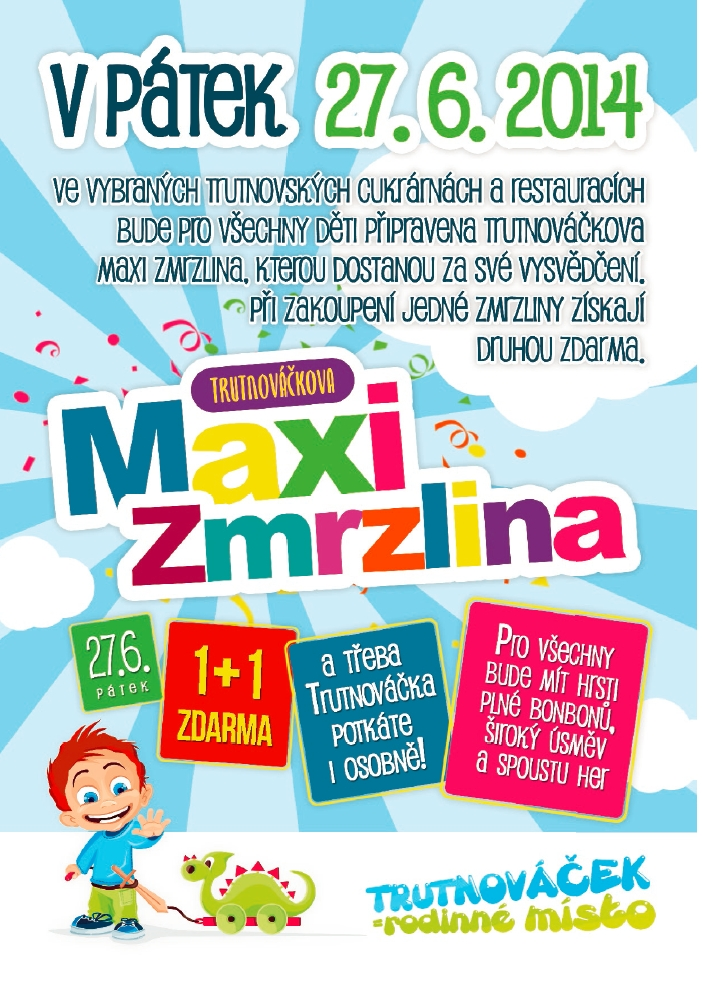 V PÁTEK 27. 6. 2014
VE VYBRANÝCH TRUTNOVSKÝCH CUKRÁRNÁCH A RESTAURACÍCH
BUDE PRO VŠECHNY DĚTI PŘIPRAVENA TRUTNOVÁČKOVA
MAXI ZMRZLINA, KTEROU DOSTANOU ZA SVÉ VYSVĚDČENÍ.
PŘI ZAKOUPENÍ JEDNÉ ZMRZLINY ZÍSKAJÍ
DRUHOU ZDARMA.
TRUTNOVÁČKOVA
Maxi
Zmrzlina
27.6.
PÁTEK
1+1
ZDARMA
A TŘEBA
TRUTNOVÁČKA
POTKÁTE
I OSOBNĚ!
PRO VŠECHNY
BUDE MÍT HRSTI
PLNÉ BONBONŮ,
ŠIROKÝ ÚSMĚV
A SPOUSTU HER
TRUTNOVÁČEK
=rodinné místo